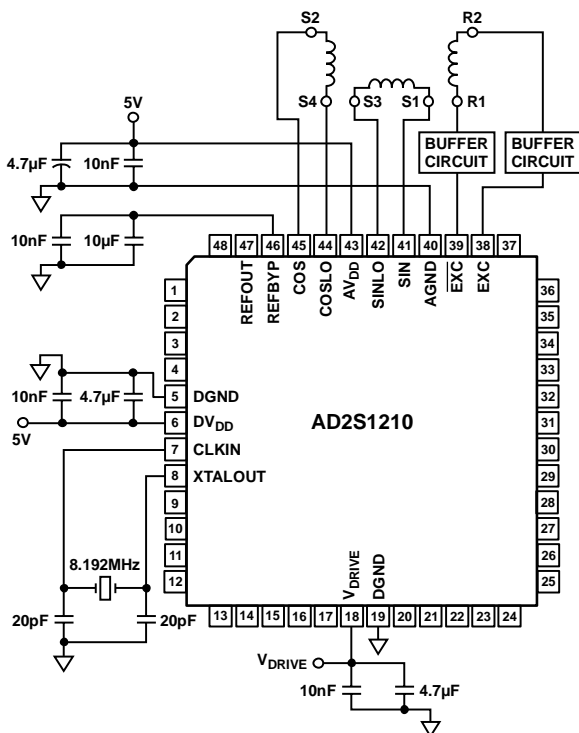 S2
R2
S4
S3
S1
R1
5V
BUFFER
CIRCUIT
BUFFER
CIRCUIT
4.7µF
10nF
10nF
10µF
48 47 46 45 44 43 42 41 40 39 38 37
REFOUT
REFBYP
COS
COSLO
AVDD
SINLO
SIN
AGND
EXC
EXC
1
2
3
4
5
6
7
8
9
10
11
12
36
35
34
33
32
31
30
29
28
27
26
25
10nF
4.7µF
5V
DGND
DVDD
CLKIN
XTALOUT
AD2S1210
8.192MHz
20pF
20pF
VDRIVE
DGND
13 14 15 16 17 18 19 20 21 22 23 24
VDRIVE
10nF
4.7µF